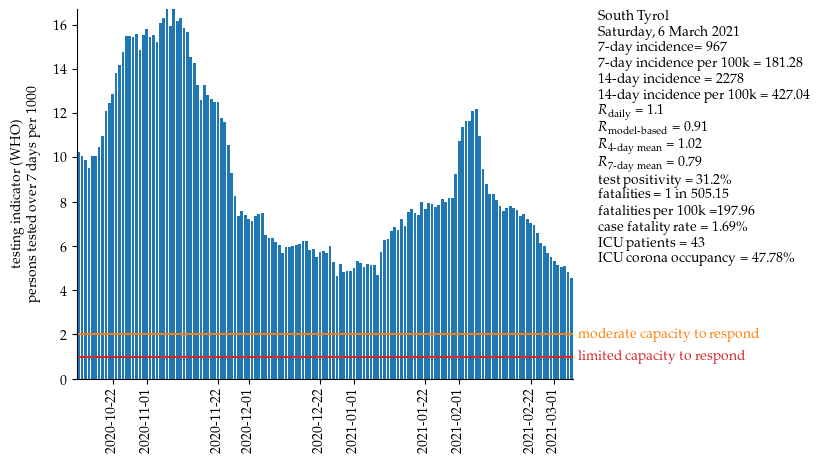 South Tyrol
Saturday, 6 March 2021
7-day incidence= 967
7-day incidence per 100k = 181.28
14-day incidence = 2278
14-day incidence per 100k = 427.04
R daily = 1.1
R model-based = 0.91
R 4-day mean = 1.02
R 7-day mean = 0.79
test positivity = 31.2%
fatalities = 1 in 505.15
fatalities per 100k =197.96
case fatality rate = 1.69%
ICU patients = 43
ICU corona occupancy = 47.78%
testing indicator (WHO)
persons tested over 7 days per 1000
16
14
12
10
8
6
4
2
0
moderate capacity to respond
limited capacity to respond
2020-10-22
2020-11-01
2020-11-22
2020-12-01
2020-12-22
2021-01-01
2021-01-22
2021-02-01
2021-02-22
2021-03-01